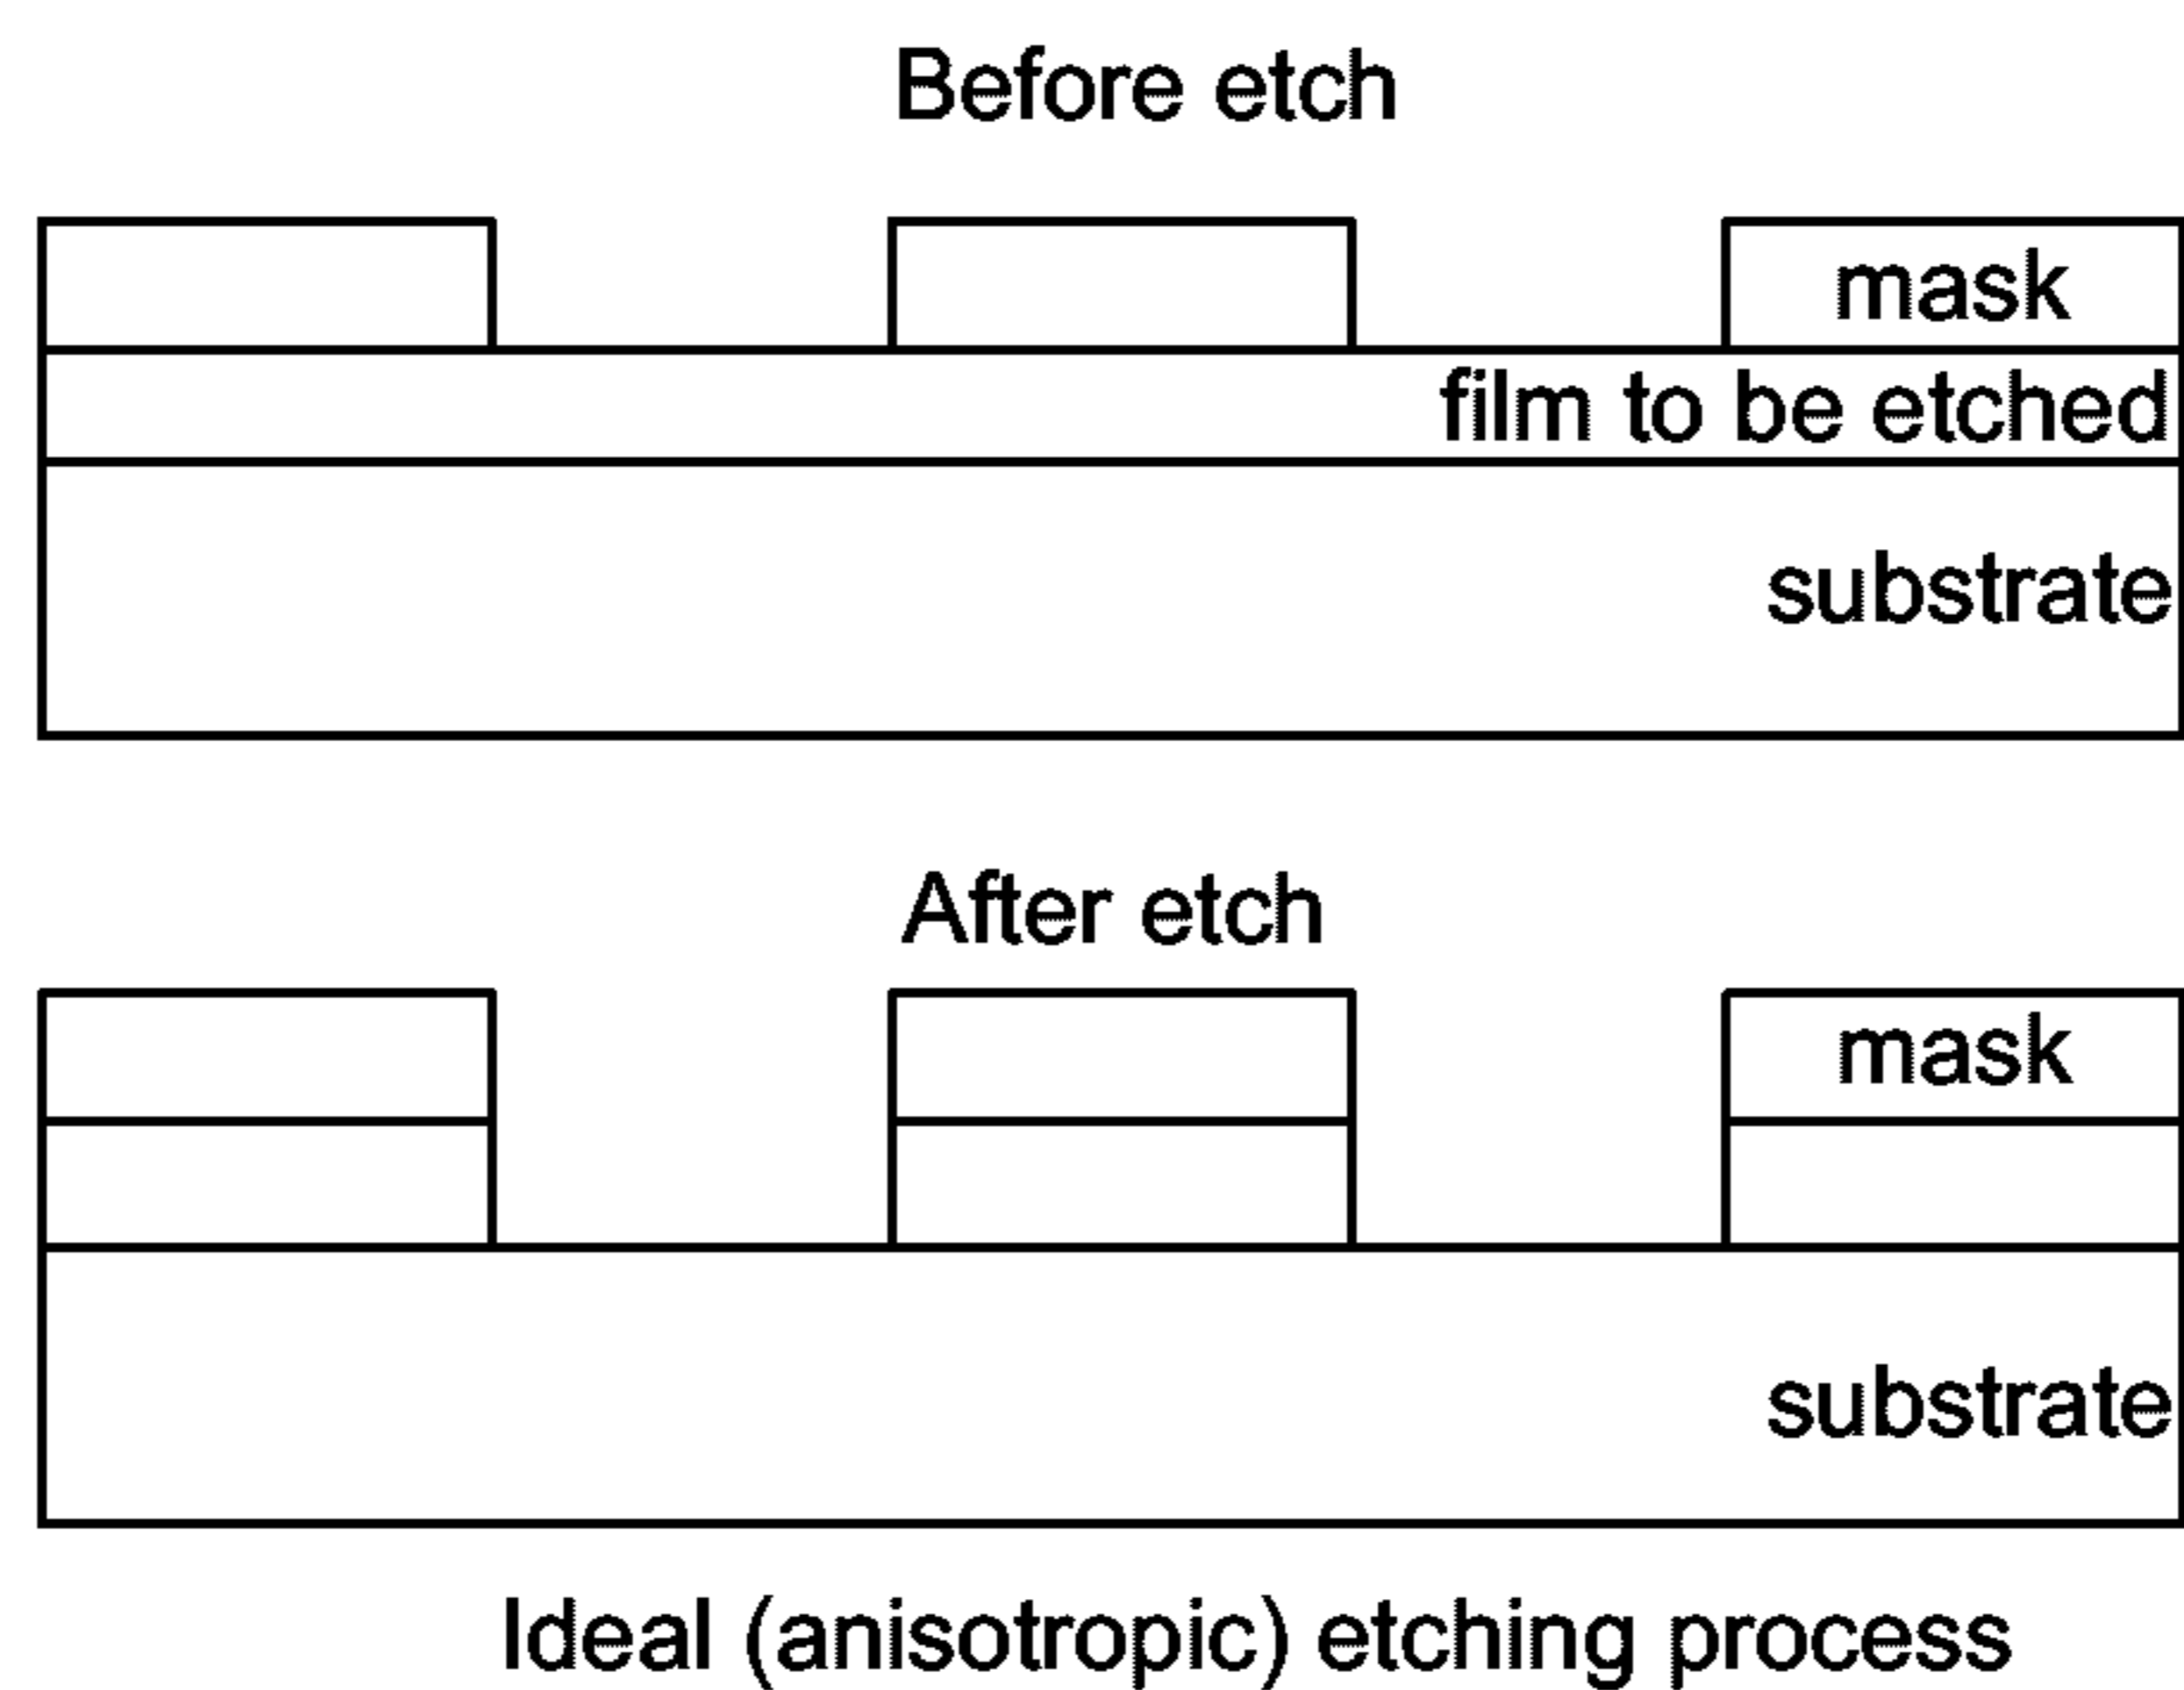 Before etch
mask
film to be etched
substrate
After etch
mask
substrate
Ideal (anisotropic) etching process